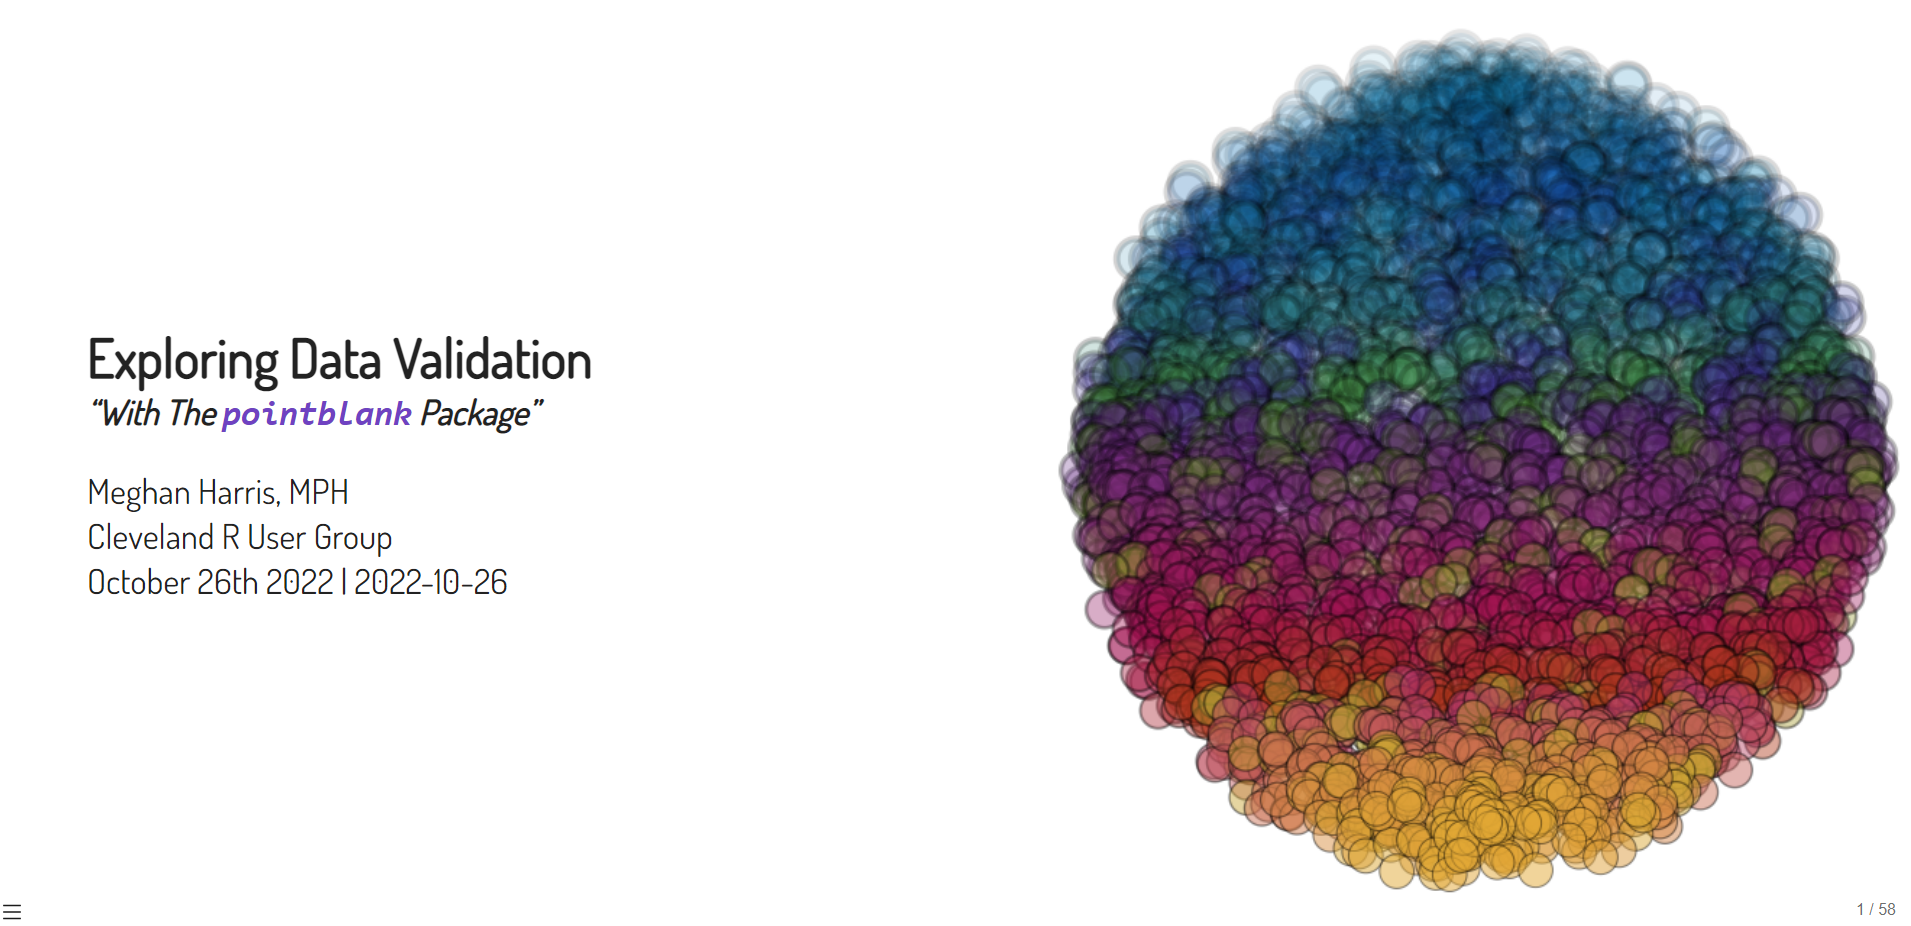 Exploring Data Validation
“With The pointblank Package”
Meghan Harris, MPH
Cleveland R User Group
October 26th 2022 | 2022-10-26
1 / 58